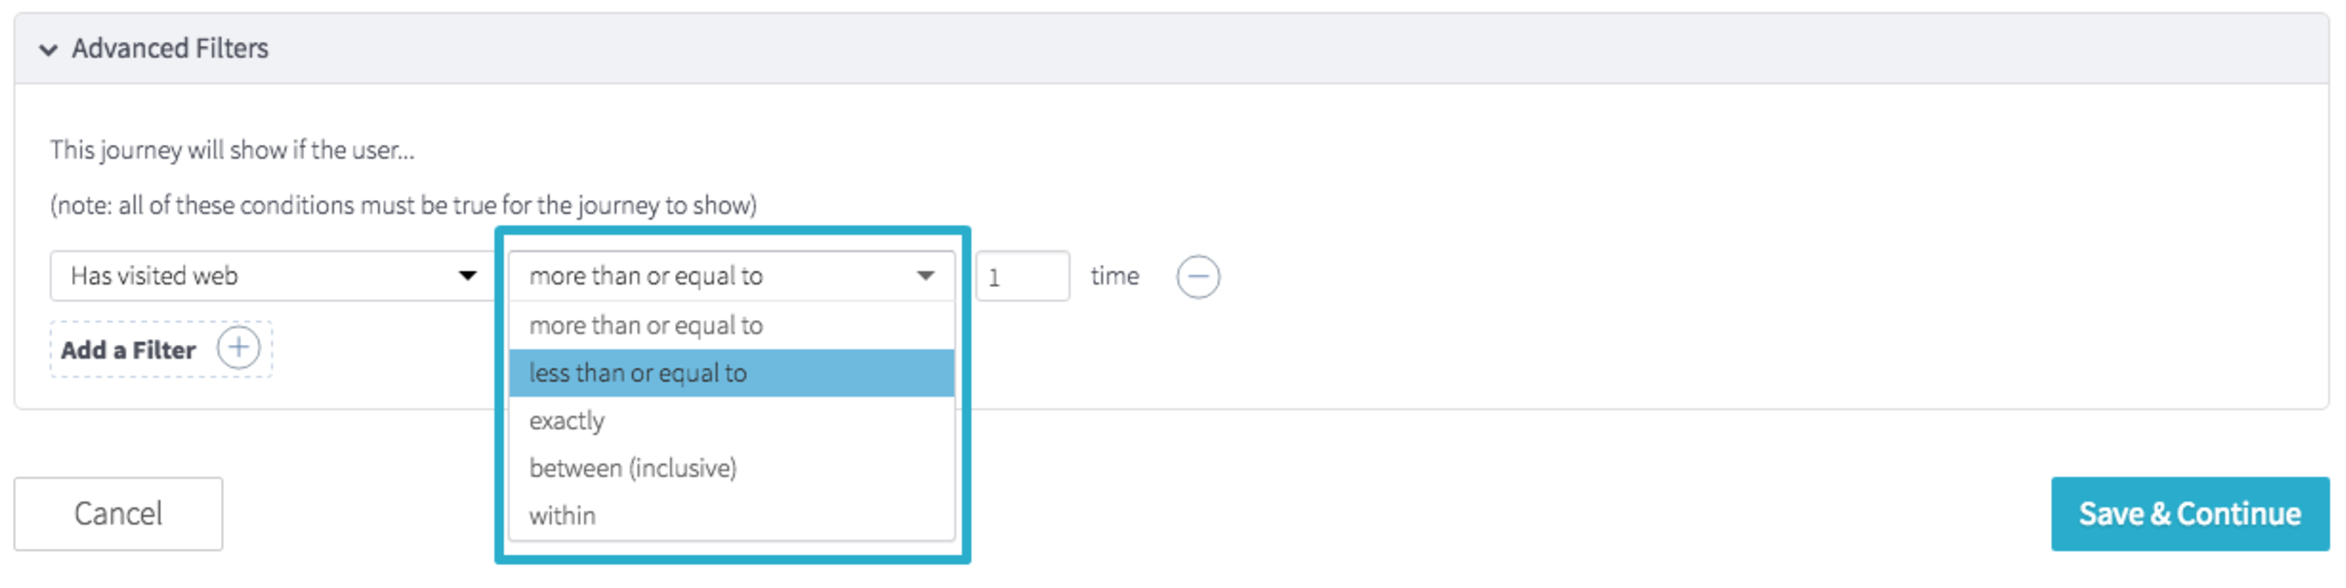 Advanced Filters
This journey will show if the user...
(note: all of these conditions must be true for the journey to show)
Has visited web more than or equal to 1 time
more than or equal to
Add a Filter
less than or equal to
exactly
between (inclusive)
within
Cancel
Save & Continue